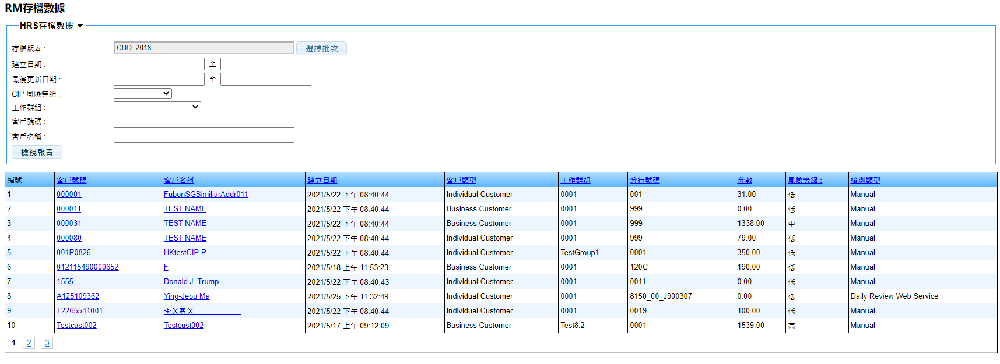 RM存檔數據
HRS存檔數據
存檔版本 : CDD_2018 選擇批次
建立日期 : 至
最後更新日期 : 至
CIP 風險等級 :
工作群組 :
客戶號碼 :
客戶名稱 :
檢視報告
編號 客戶號碼 客戶名稱 建立日期 客戶類型 工作群組 分行號碼 分數 風險等級 : 檢測類型
1 000001 FubonSGSimiliarAddr011 2021/5/22 下午 08:40:44 Individual Customer 0001 001 31.00 低 Manual
2 000011 TEST NAME 2021/5/22 下午 08:40:44 Business Customer 0001 999 0.00 低 Manual
3 000031 TEST NAME 2021/5/22 下午 08:40:44 Business Customer 0001 999 1338.00 中 Manual
4 000080 TEST NAME 2021/5/22 下午 08:40:44 Individual Customer 0001 999 79.00 低 Manual
5 001P0826 HKtestCIP-P 2021/5/22 下午 08:40:44 Individual Customer TestGroup1 0001 350.00 低 Manual
6 012115490000652 F 2021/5/18 上午 11:53:23 Business Customer 0001 120C 190.00 低 Manual
7 1555 Donald J. Trump 2021/5/22 下午 08:40:43 Individual Customer 0001 0011 0.00 低 Manual
8 A125109362 Ying-Jeou Ma 2021/5/25 下午 11:32:49 Individual Customer 0001 8150_00_J900307 0.00 低 Daily Review Web Service
9 T2265541001 李Ｘ恩Ｘ 2021/5/22 下午 08:40:44 Individual Customer 0001 0019 100.00 低 Manual
10 Testcust002 Testcust002 2021/5/17 上午 09:12:09 Business Customer Test8.2 0001 1539.00 高 Manual
1 2 3